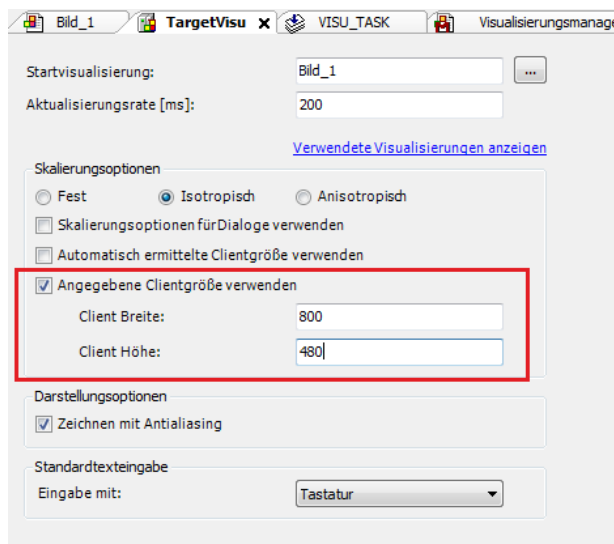 Bild_1 TargetVisu x VISU_TASK Visualisierungsmanage
Startvisualisierung: Bild_1 ...
Aktualisierungsrate [ms]: 200
Verwendete Visualisierungen anzeigen
Skalierungsoptionen
Fest Isotropisch Anisotropisch
Skalierungsoptionen für Dialoge verwenden
Automatisch ermittelte Clientgröße verwenden
Angegebene Clientgröße verwenden
Client Breite: 800
Client Höhe: 480
Darstellungsoptionen
Zeichnen mit Antialiasing
Standardtexteingabe
Eingabe mit: Tastatur